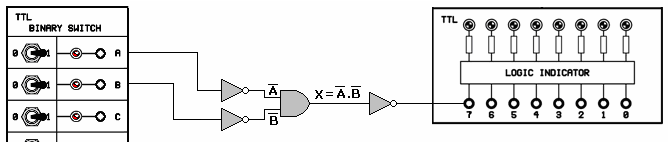 TTL
BINARY SWITCH
0 1 A
0 1 B
0 1 C
A̅
B̅
X = A̅.B̅
TTL
LOGIC INDICATOR
7 6 5 4 3 2 1 0